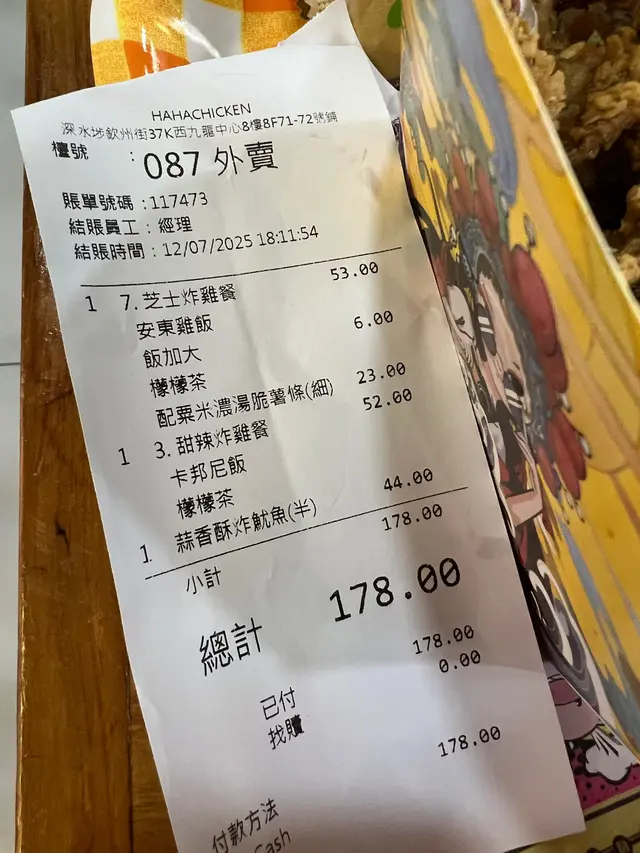 HAHACHICKEN
深水埗欽州街37K西九龍中心8樓8F71-72號鋪
檯號 : 087 外賣
賬單號碼 : 117473
結賬員工 : 經理
結賬時間 : 12/07/2025 18:11:54
1 7. 芝士炸雞餐 53.00
安東雞飯
飯加大 6.00
檬檬茶
配粟米濃湯脆薯條(細) 23.00
1 3. 甜辣炸雞餐 52.00
卡邦尼飯
檬檬茶
1. 蒜香酥炸魷魚(半) 44.00
小計 178.00
總計 178.00
已付 178.00
找贖 0.00
付款方法
Cash 178.00